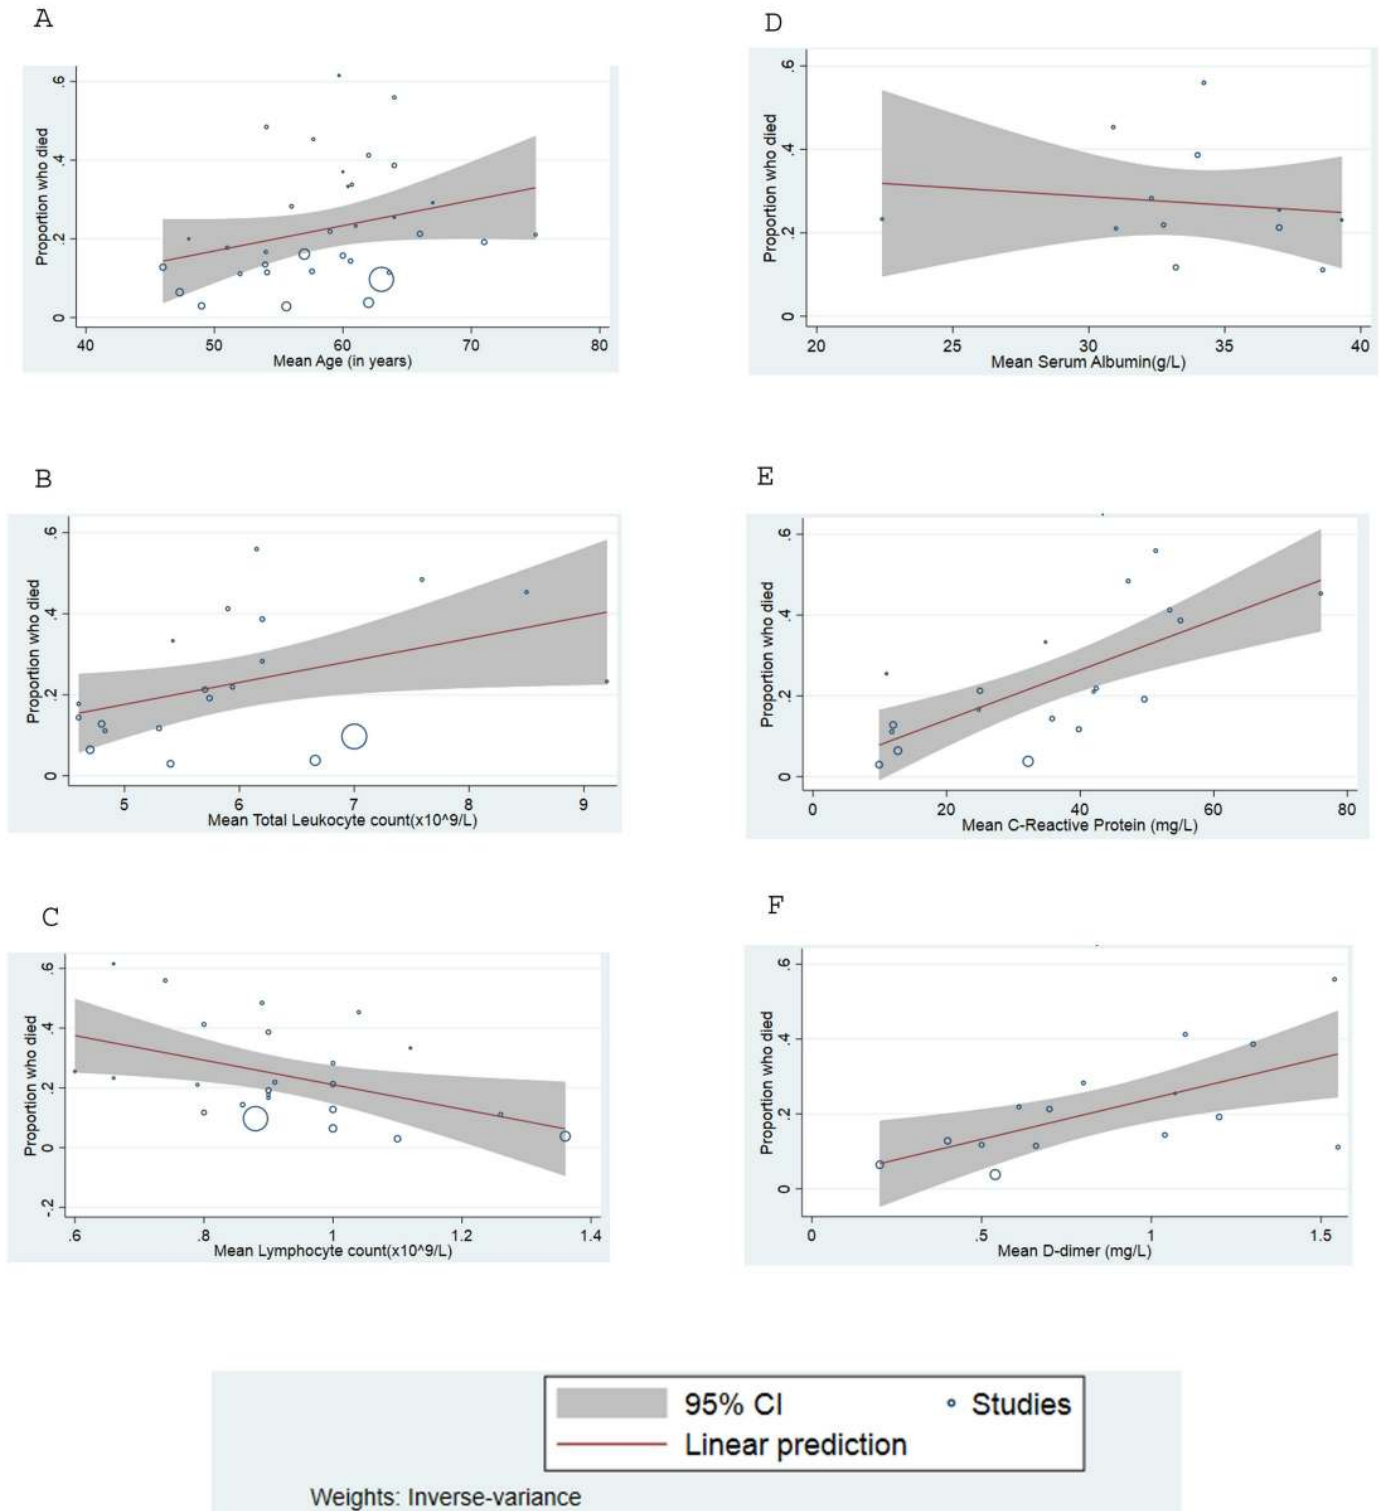 A
Proportion who died
0 .2 .4 .6
40 50 60 70 80
Mean Age (in years)
D
Proportion who died
0 .2 .4 .6
20 25 30 35 40
Mean Serum Albumin(g/L)
B
Proportion who died
0 .2 .4 .6
5 6 7 8 9
Mean Total Leukocyte count(x10^9/L)
E
Proportion who died
0 .2 .4 .6
0 20 40 60 80
Mean C-Reactive Protein (mg/L)
C
Proportion who died
-.2 0 .2 .4 .6
.6 .8 1 1.2 1.4
Mean Lymphocyte count(x10^9/L)
F
Proportion who died
0 .2 .4 .6
0 .5 1 1.5
Mean D-dimer (mg/L)
95% CI Studies
Linear prediction
Weights: Inverse-variance